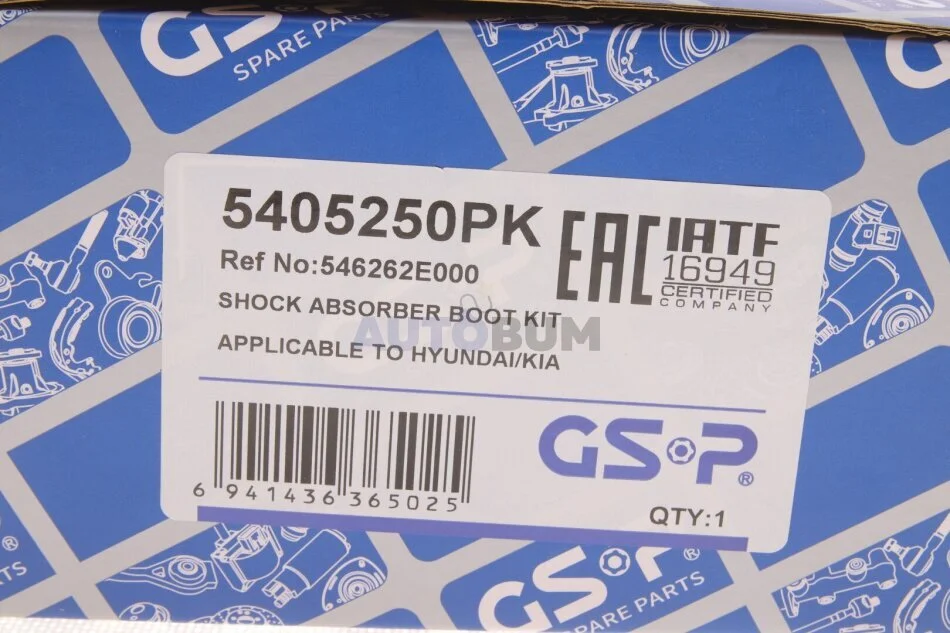 GSP
SPARE PARTS
5405250PK
EAC
IATF
16949
CERTIFIED
COMPANY
Ref No:546262E000
SHOCK ABSORBER BOOT KIT
AUTOBUM
APPLICABLE TO HYUNDAI/KIA
6 941436 365025
GSP®
QTY:1
GSP
SPARE PARTS
®
RTS